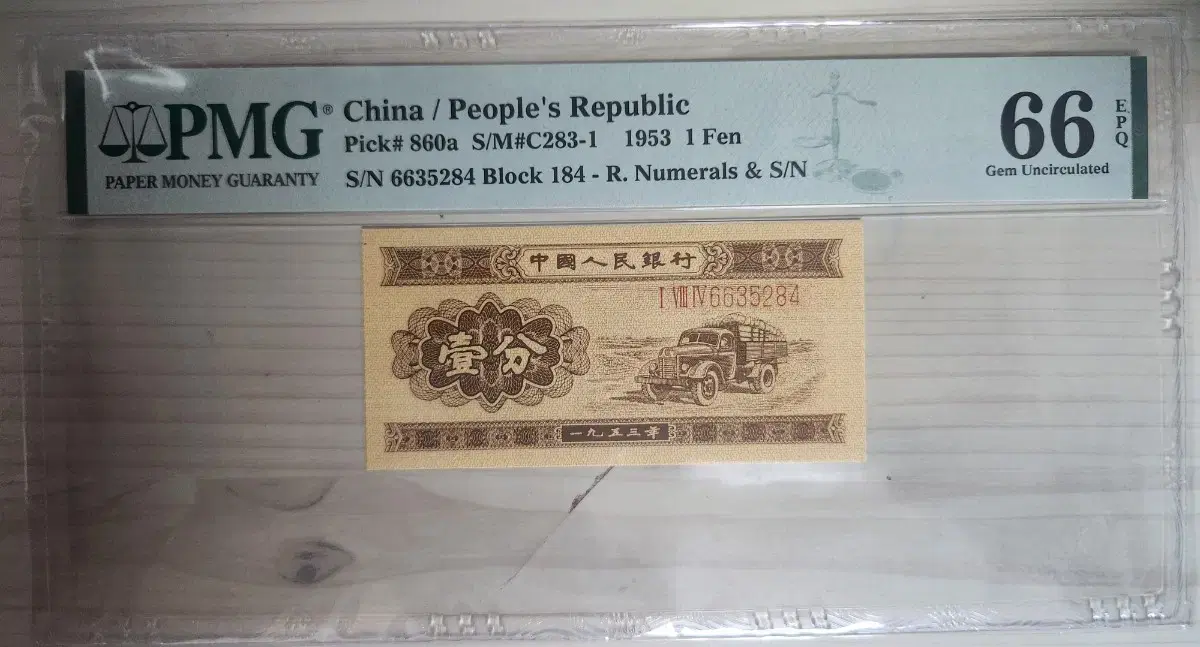 PMG®
PAPER MONEY GUARANTY
China / People's Republic
Pick# 860a S/M#C283-1 1953 1 Fen
S/N 6635284 Block 184 - R. Numerals & S/N
66
EPQ
Gem Uncirculated
中國人民銀行
I VIII IV 6635284
壹分
一九五三年